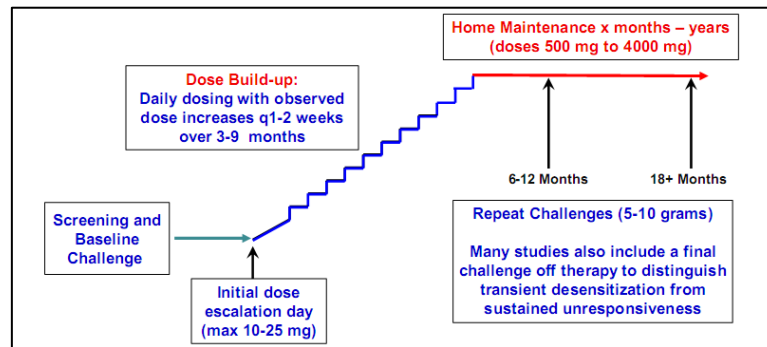 Home Maintenance x months – years
(doses 500 mg to 4000 mg)
Dose Build-up:
Daily dosing with observed
dose increases q1-2 weeks
over 3-9 months
6-12 Months
18+ Months
Screening and
Baseline
Challenge
Initial dose
escalation day
(max 10-25 mg)
Repeat Challenges (5-10 grams)
Many studies also include a final
challenge off therapy to distinguish
transient desensitization from
sustained unresponsiveness